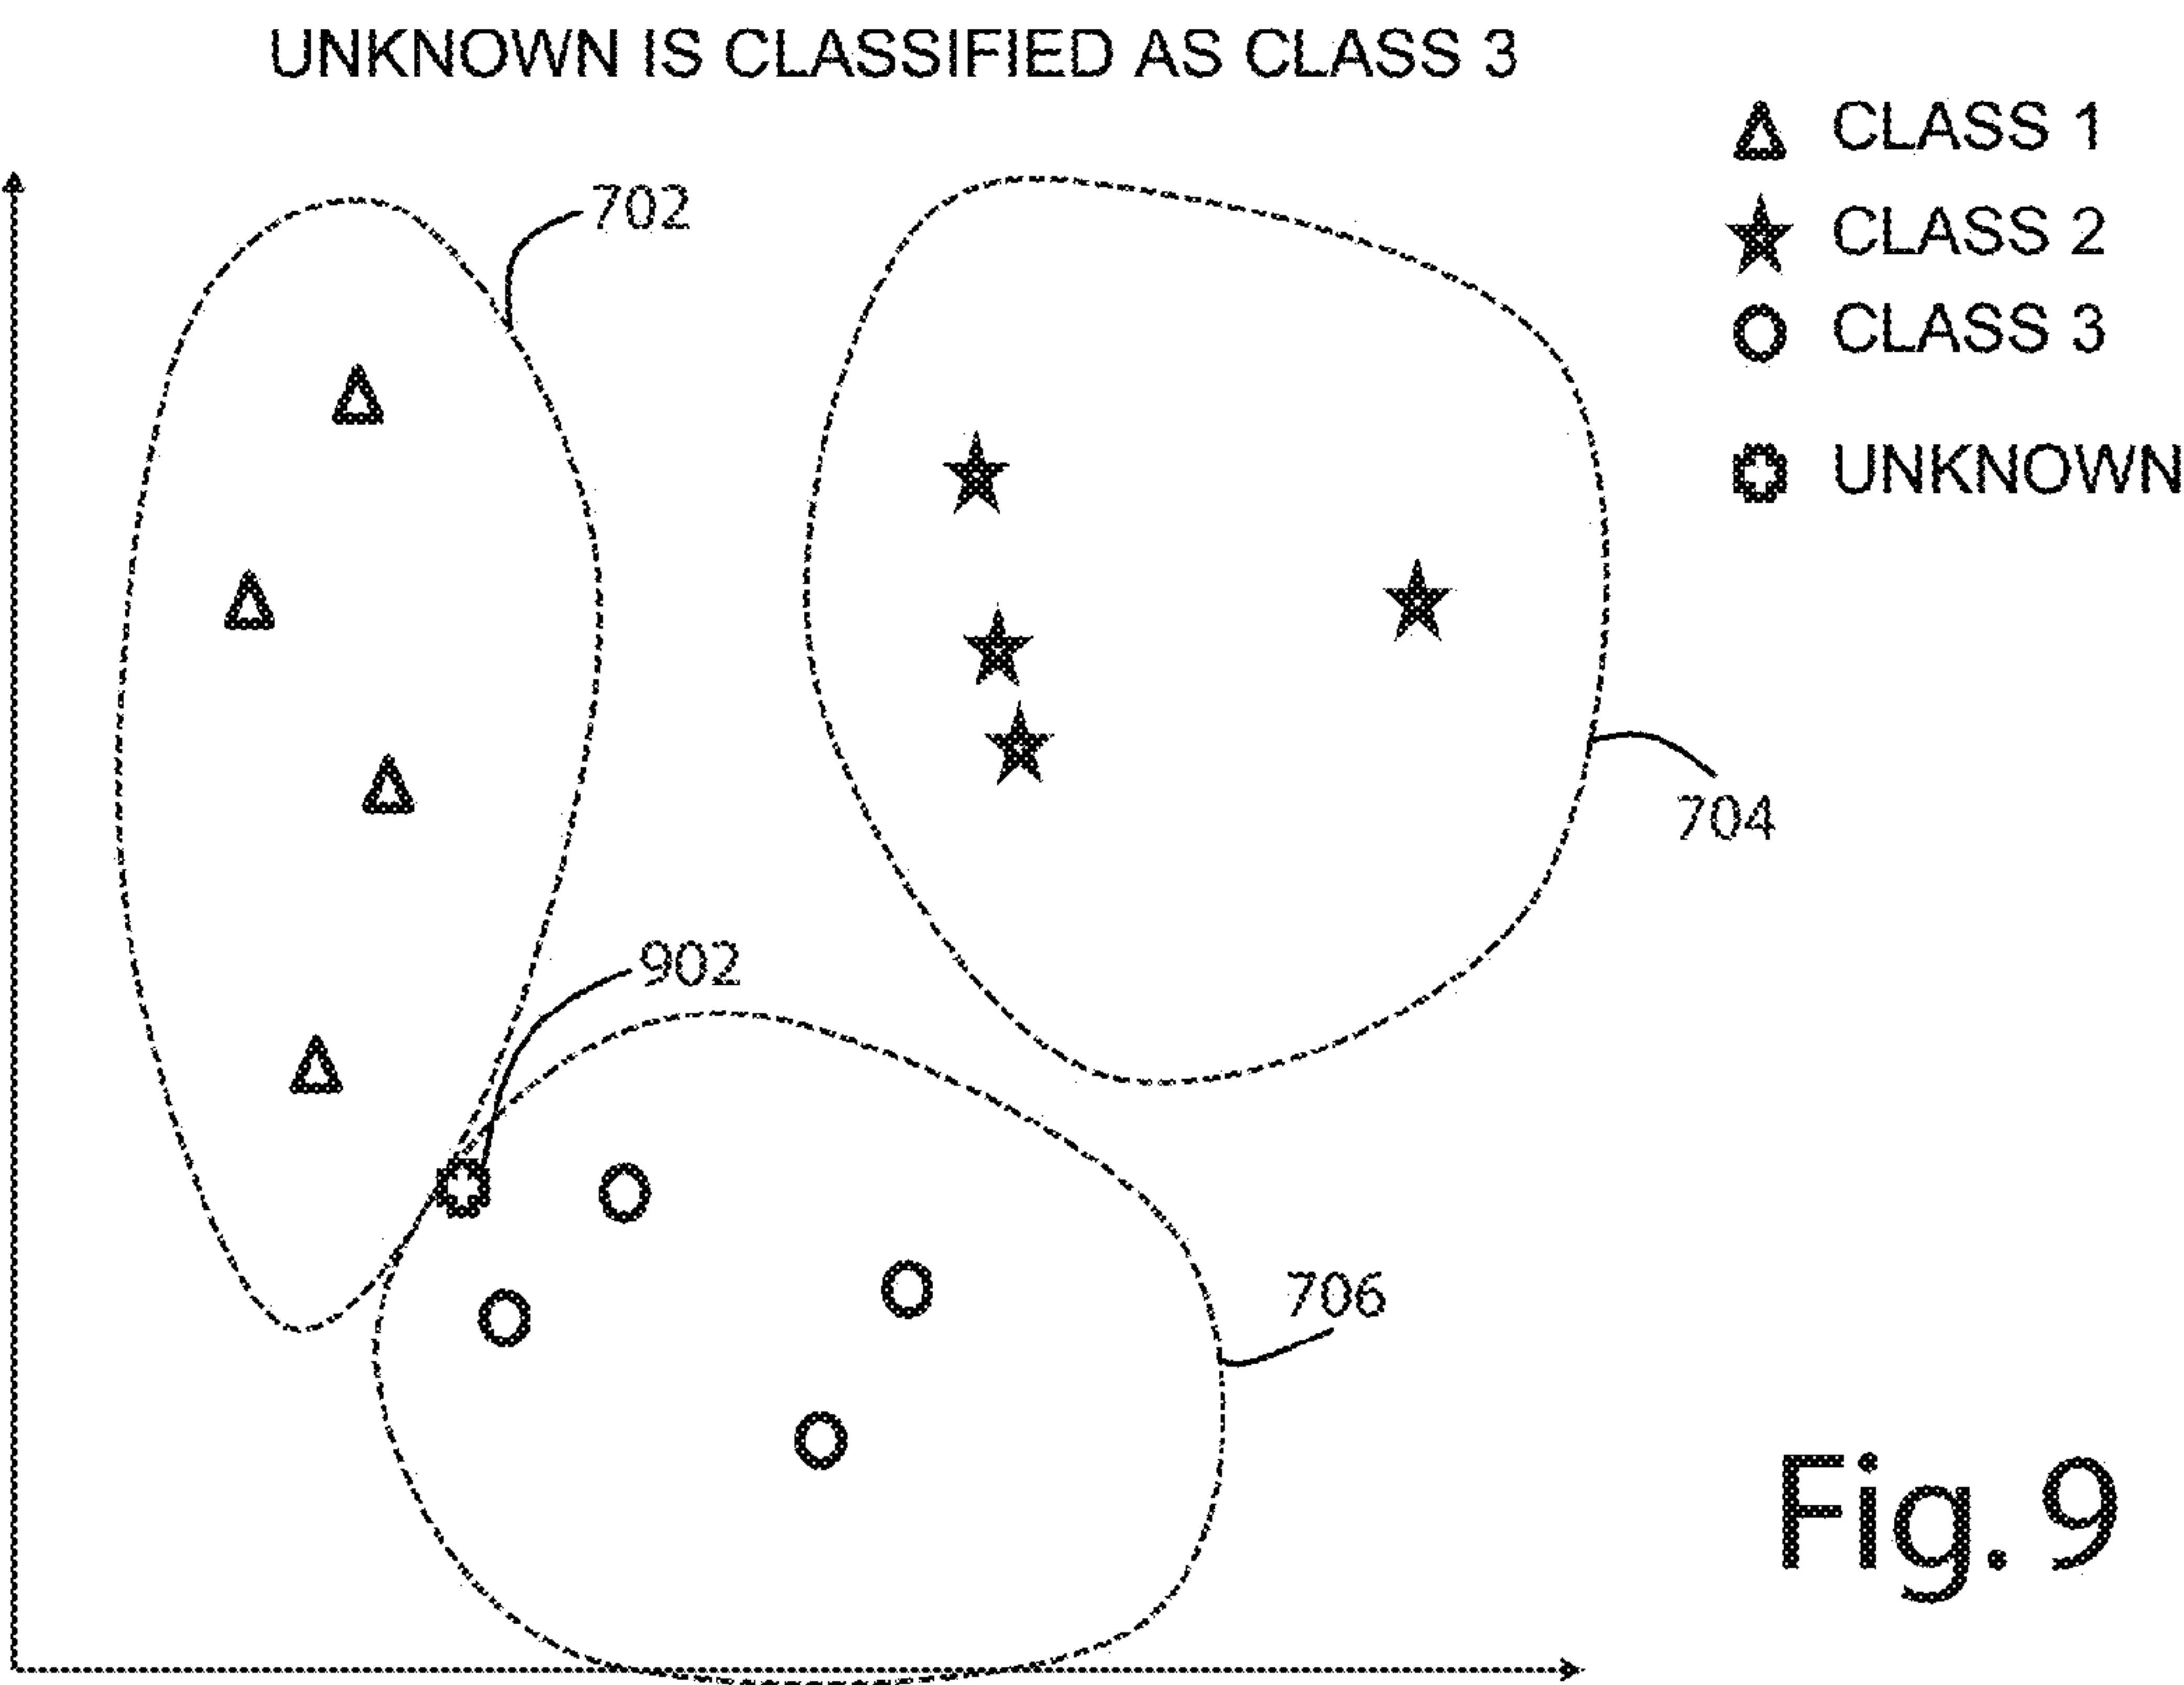 UNKNOWN IS CLASSIFIED AS CLASS 3
CLASS 1
CLASS 2
CLASS 3
UNKNOWN
702
704
902
706
Fig. 9